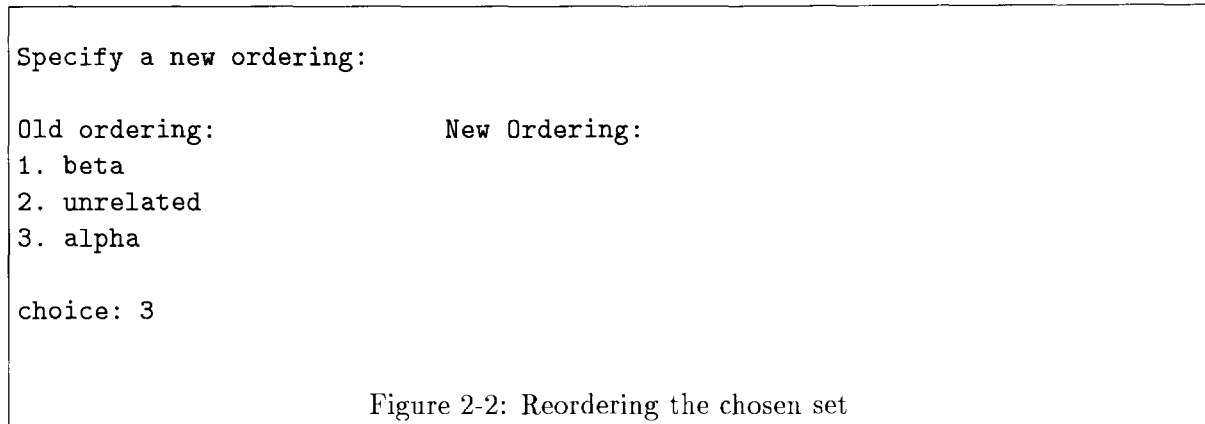 Specify a new ordering:
Old ordering: New Ordering:
1. beta
2. unrelated
3. alpha
choice: 3
Figure 2-2: Reordering the chosen set